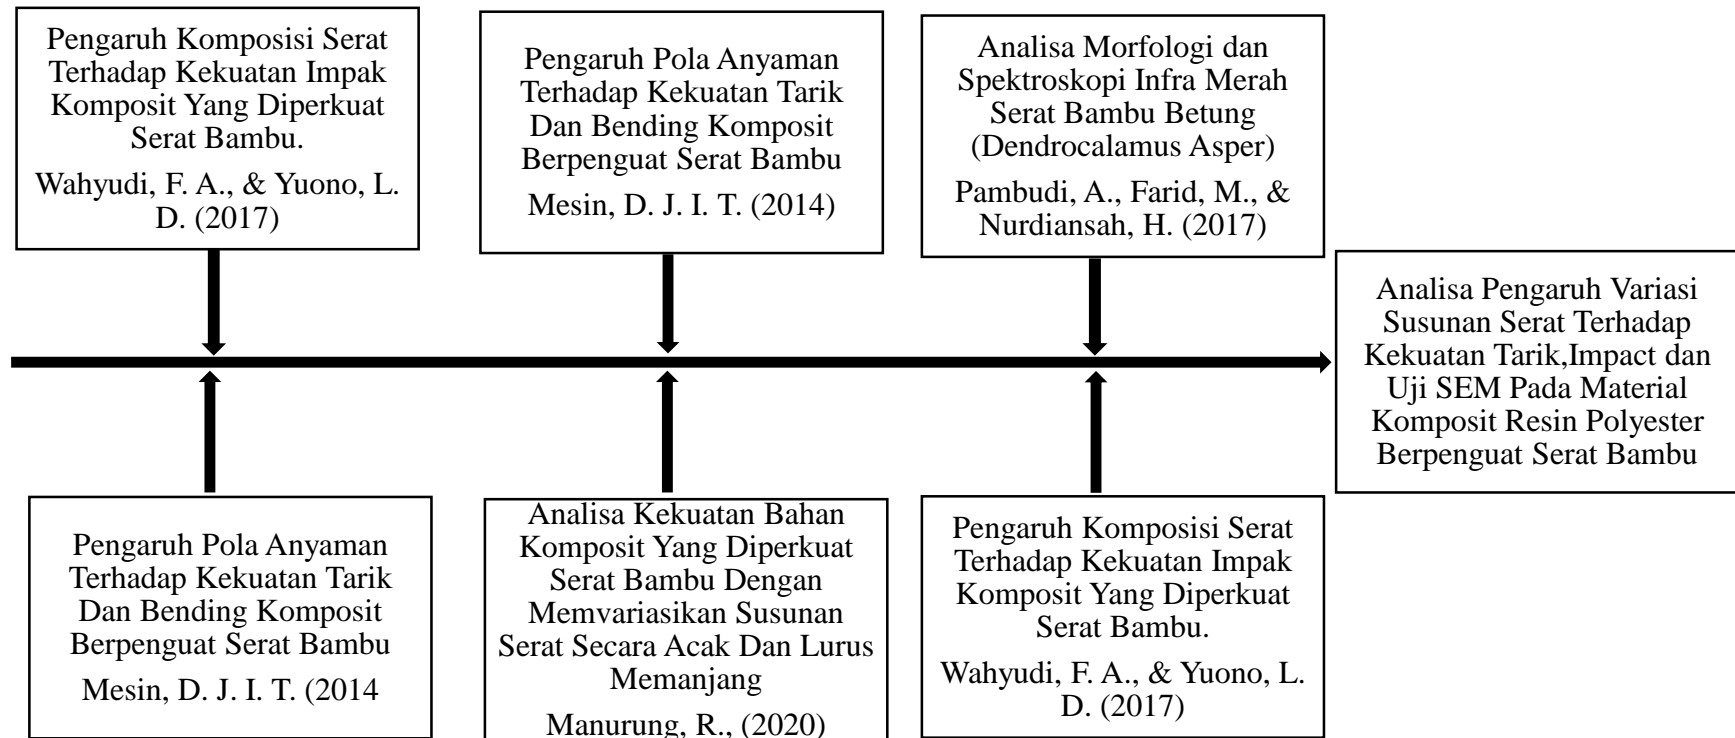 Pengaruh Komposisi Serat
Terhadap Kekuatan Impak
Komposit Yang Diperkuat
Serat Bambu.
Wahyudi, F. A., & Yuono, L.
D. (2017)
Pengaruh Pola Anyaman
Terhadap Kekuatan Tarik
Dan Bending Komposit
Berpenguat Serat Bambu
Mesin, D. J. I. T. (2014)
Analisa Morfologi dan
Spektroskopi Infra Merah
Serat Bambu Betung
(Dendrocalamus Asper)
Pambudi, A., Farid, M., &
Nurdiansah, H. (2017)
Analisa Pengaruh Variasi
Susunan Serat Terhadap
Kekuatan Tarik,Impact dan
Uji SEM Pada Material
Komposit Resin Polyester
Berpenguat Serat Bambu
Pengaruh Pola Anyaman
Terhadap Kekuatan Tarik
Dan Bending Komposit
Berpenguat Serat Bambu
Mesin, D. J. I. T. (2014
Analisa Kekuatan Bahan
Komposit Yang Diperkuat
Serat Bambu Dengan
Memvariasikan Susunan
Serat Secara Acak Dan Lurus
Memanjang
Manurung, R., (2020)
Pengaruh Komposisi Serat
Terhadap Kekuatan Impak
Komposit Yang Diperkuat
Serat Bambu.
Wahyudi, F. A., & Yuono, L.
D. (2017)